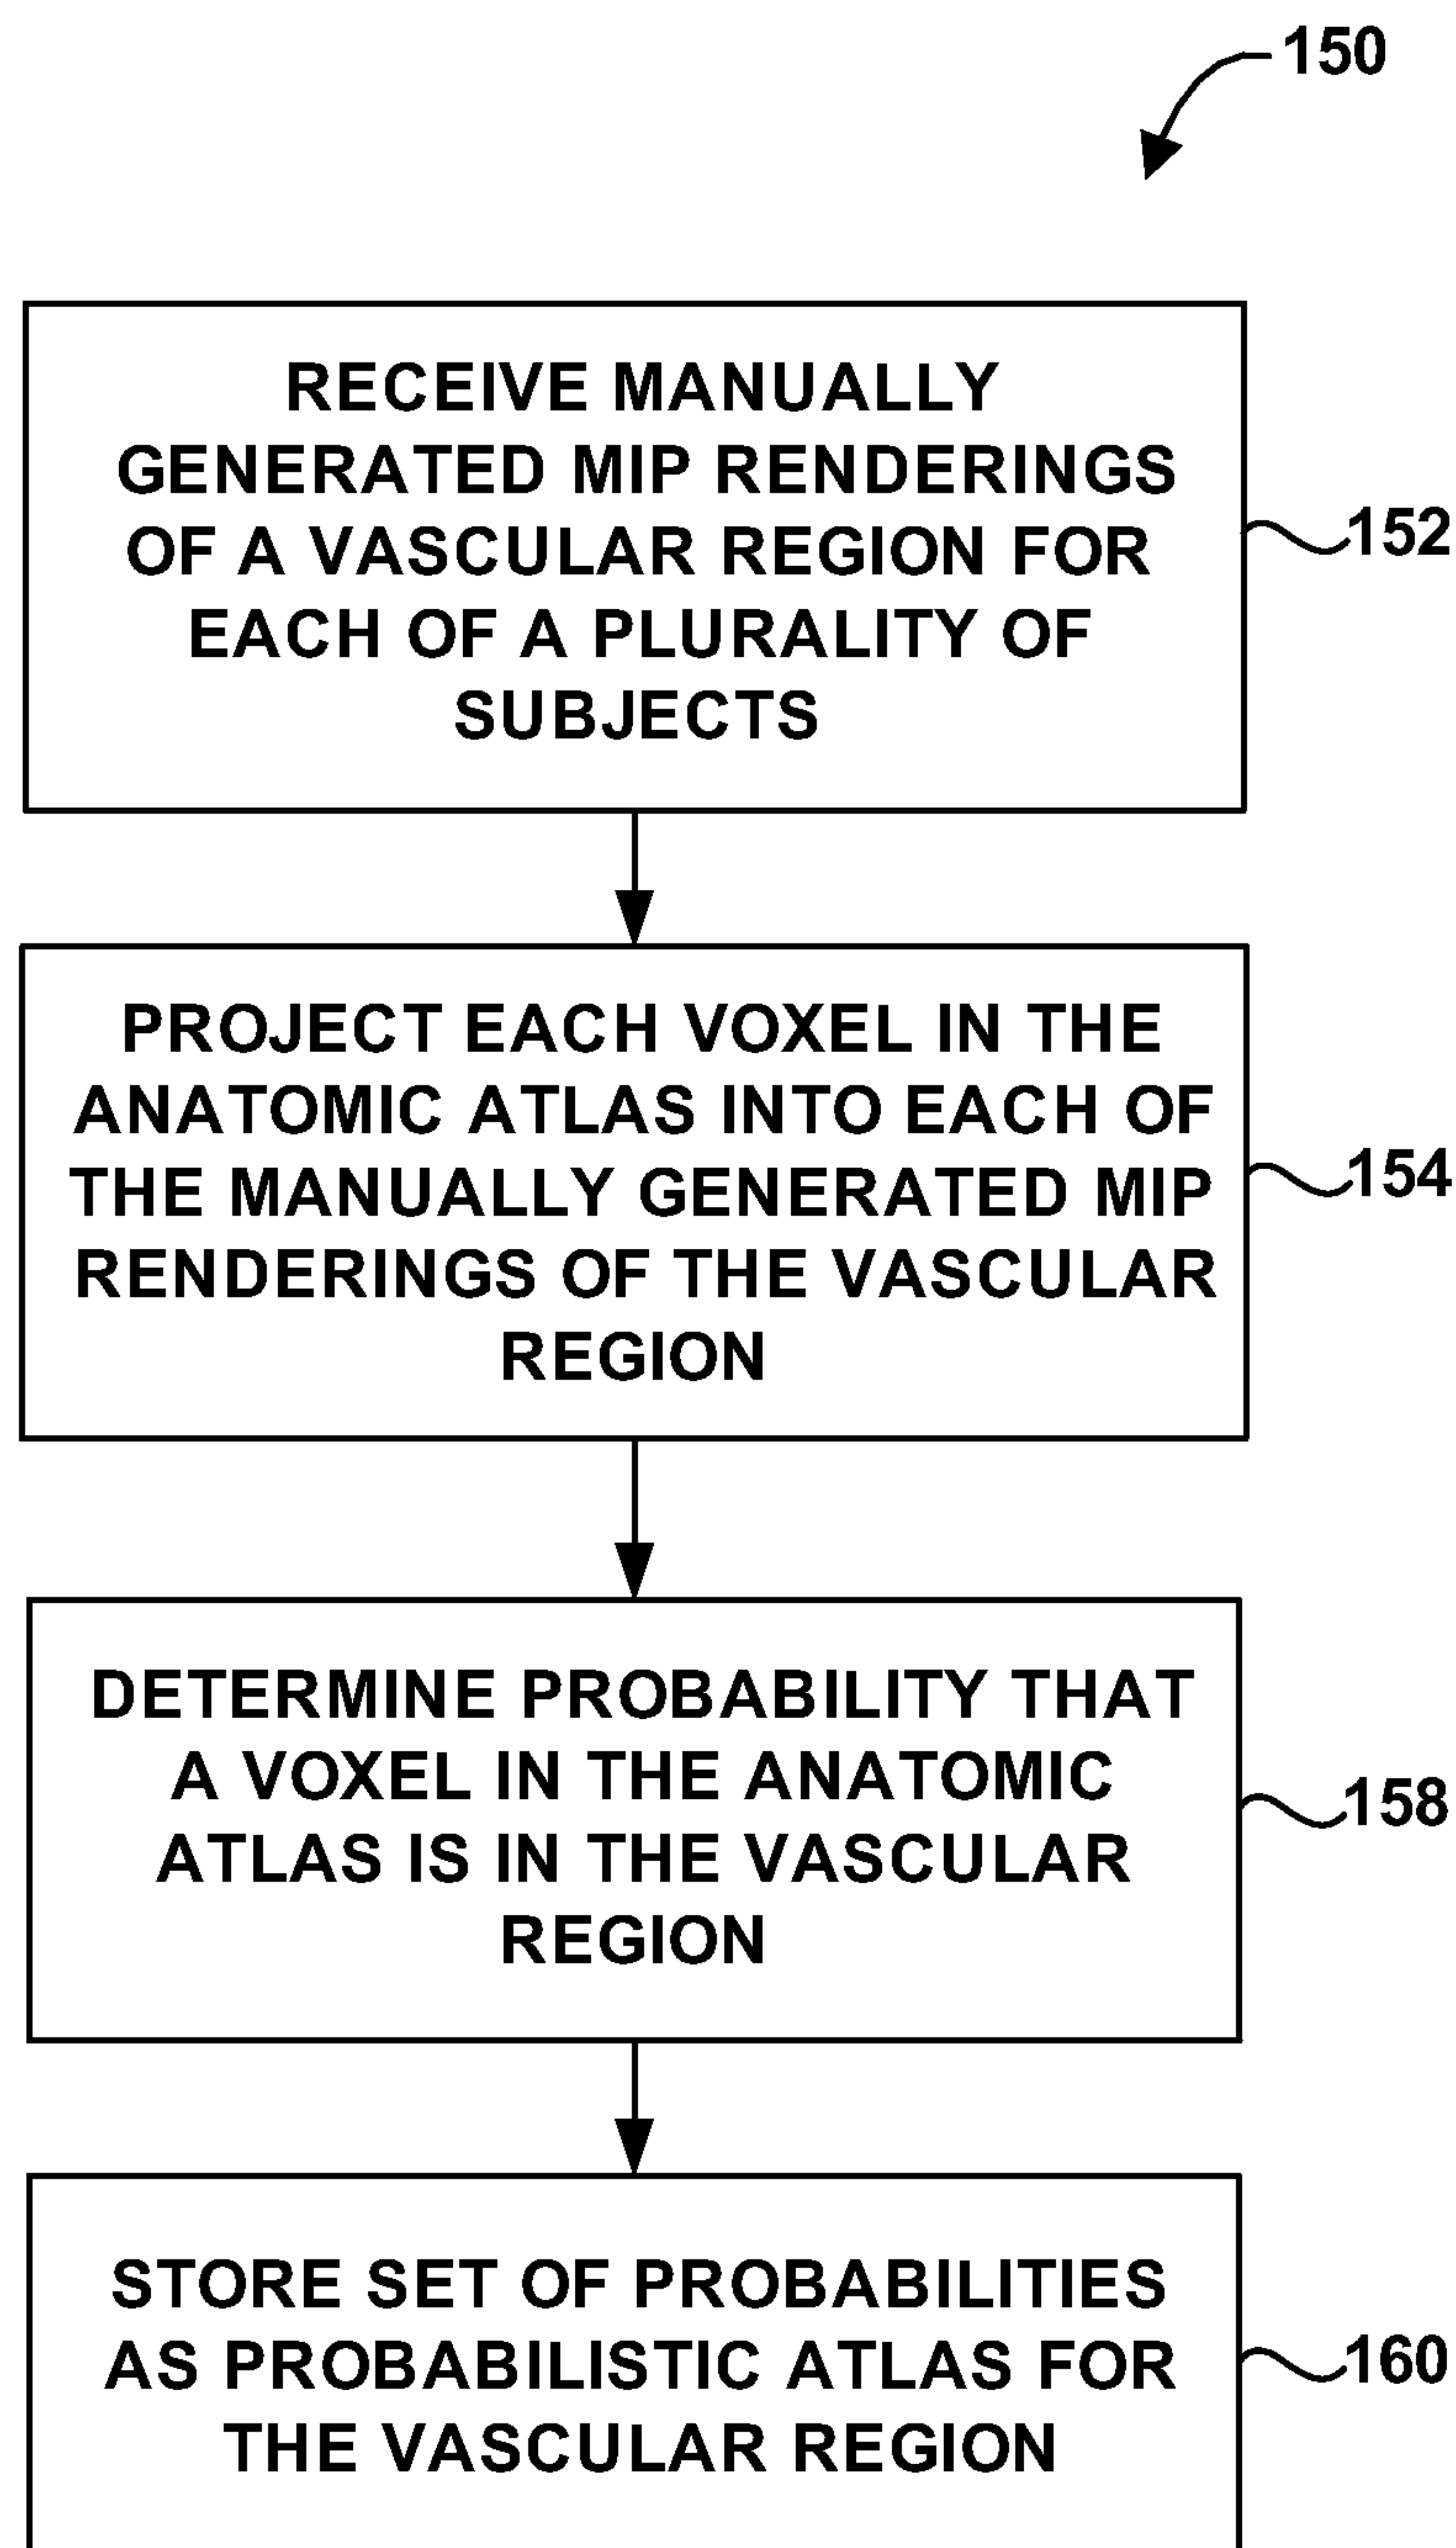 150
RECEIVE MANUALLY
GENERATED MIP RENDERINGS
OF A VASCULAR REGION FOR
EACH OF A PLURALITY OF
SUBJECTS
152
PROJECT EACH VOXEL IN THE
ANATOMIC ATLAS INTO EACH OF
THE MANUALLY GENERATED MIP
RENDERINGS OF THE VASCULAR
REGION
154
DETERMINE PROBABILITY THAT
A VOXEL IN THE ANATOMIC
ATLAS IS IN THE VASCULAR
REGION
158
STORE SET OF PROBABILITIES
AS PROBABILISTIC ATLAS FOR
THE VASCULAR REGION
160